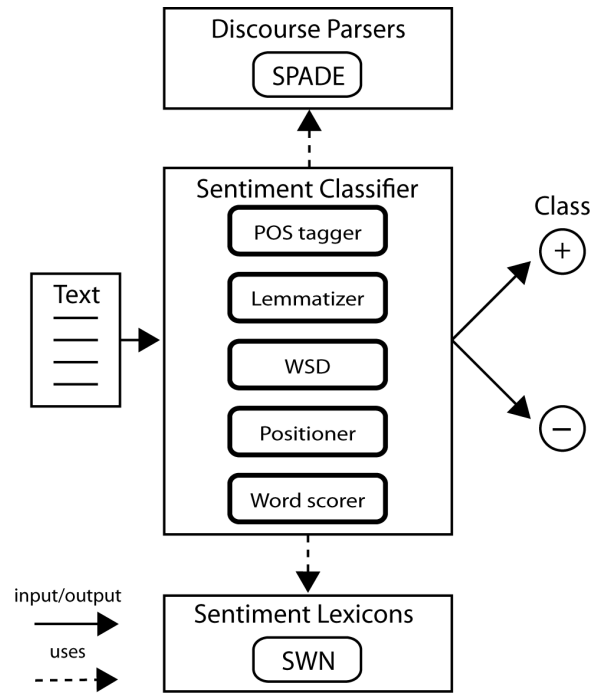 Discourse Parsers
SPADE
Sentiment Classifier
POS tagger
Lemmatizer
WSD
Positioner
Word scorer
Text
Class
+
−
input/output
uses
Sentiment Lexicons
SWN